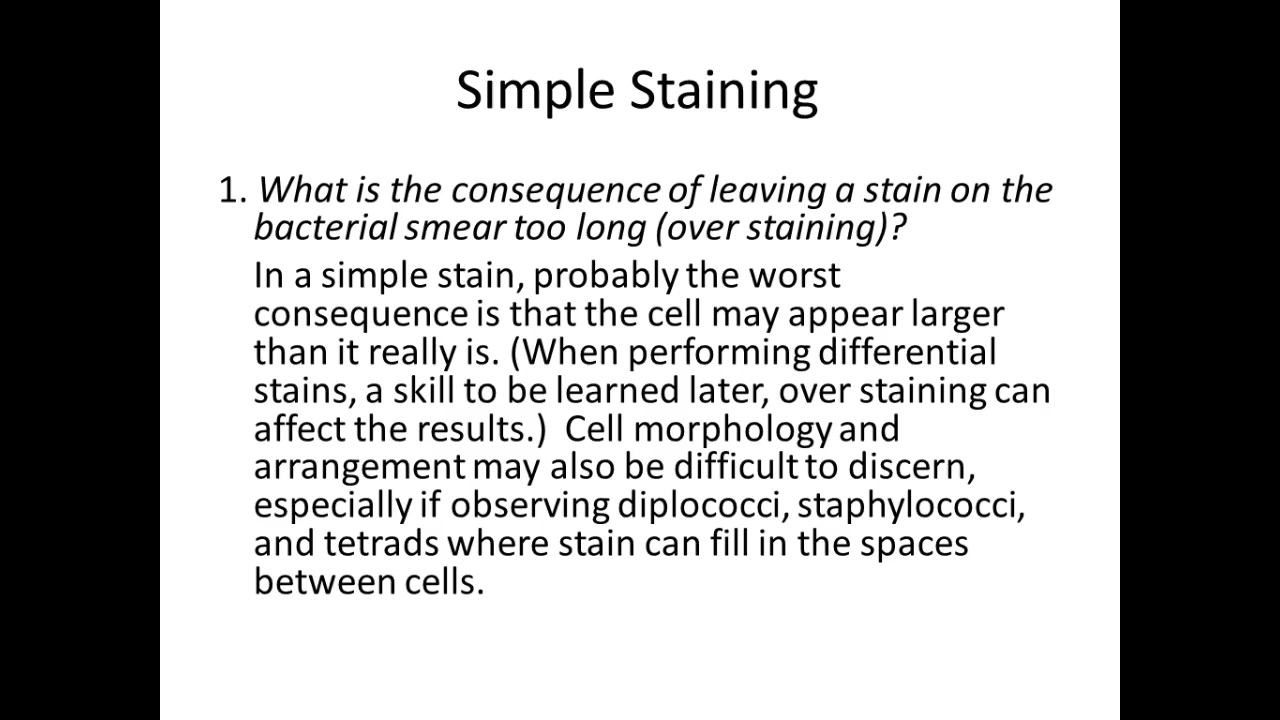 Simple Staining
1. What is the consequence of leaving a stain on the
bacterial smear too long (over staining)?
In a simple stain, probably the worst
consequence is that the cell may appear larger
than it really is. (When performing differential
stains, a skill to be learned later, over staining can
affect the results.)  Cell morphology and
arrangement may also be difficult to discern,
especially if observing diplococci, staphylococci,
and tetrads where stain can fill in the spaces
between cells.